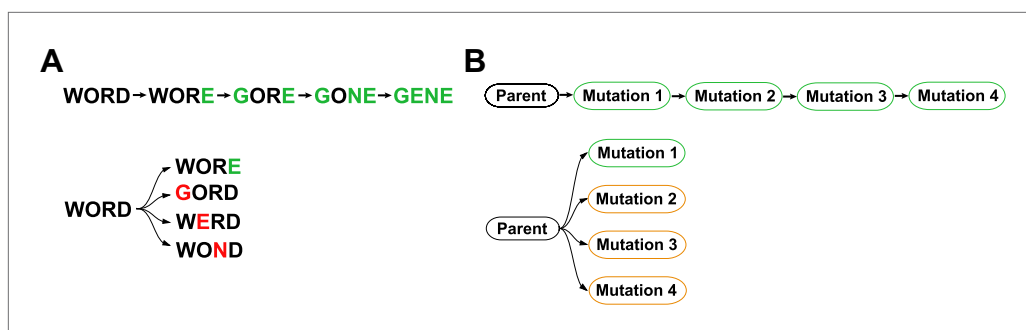 A
WORD → WORE → GORE → GONE → GENE
WORD
WORE
GORD
WERD
WOND
B
Parent → Mutation 1 → Mutation 2 → Mutation 3 → Mutation 4
Parent
Mutation 1
Mutation 2
Mutation 3
Mutation 4